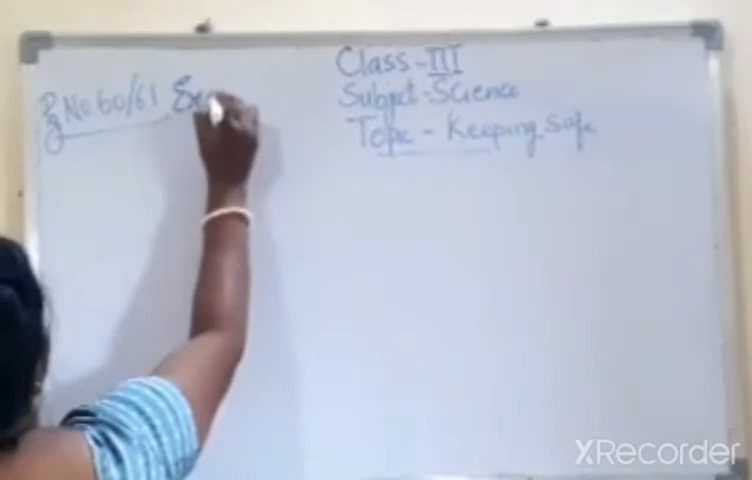 Class-III
Subject-Science
Topic - Keeping Safe
Pg No 60/61
XRecorder